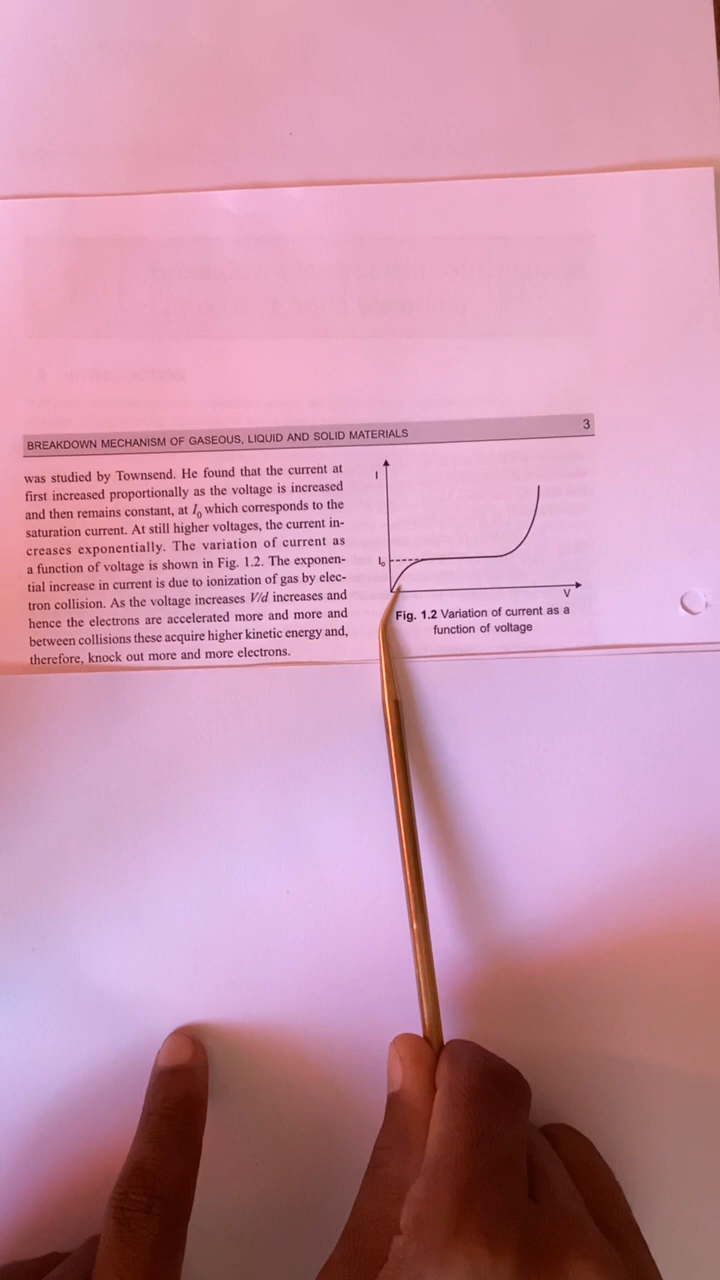 BREAKDOWN MECHANISM OF GASEOUS, LIQUID AND SOLID MATERIALS 3
was studied by Townsend. He found that the current at
first increased proportionally as the voltage is increased
and then remains constant, at I₀ which corresponds to the
saturation current. At still higher voltages, the current in-
creases exponentially. The variation of current as
a function of voltage is shown in Fig. 1.2. The exponen-
tial increase in current is due to ionization of gas by elec-
tron collision. As the voltage increases V/d increases and
hence the electrons are accelerated more and more and
between collisions these acquire higher kinetic energy and,
therefore, knock out more and more electrons.
I
I₀
V
Fig. 1.2 Variation of current as a
function of voltage